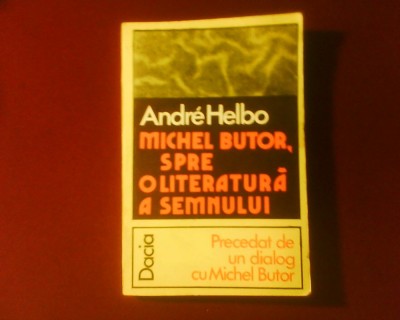 André Helbo
MICHEL BUTOR,
SPRE
O LITERATURĂ
A SEMNULUI
Dacia
Precedat de
un dialog
cu Michel Butor